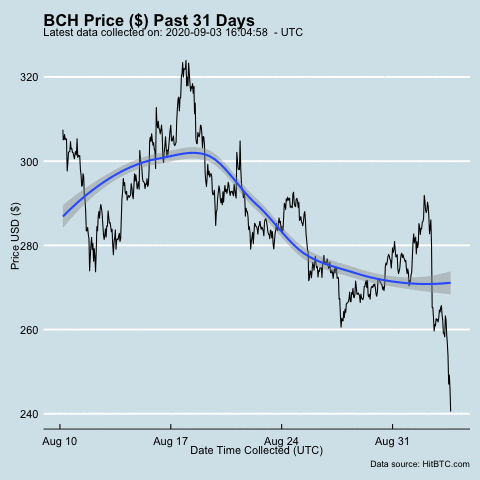 BCH Price ($) Past 31 Days
Latest data collected on: 2020-09-03 16:04:58 - UTC
320
300
280
260
240
Price USD ($)
Aug 10 Aug 17 Aug 24 Aug 31
Date Time Collected (UTC)
Data source: HitBTC.com